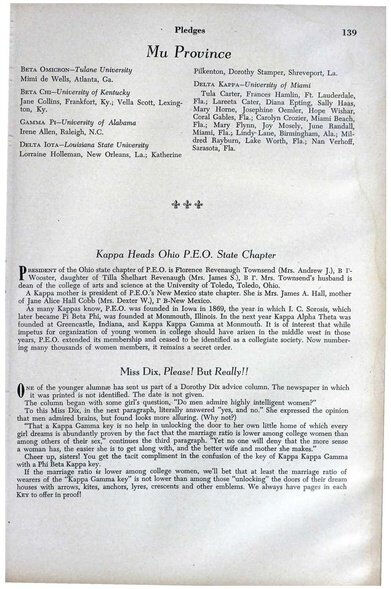 Pledges
139
Mu Province
BETA OMICRON—Tulane University
Mimi de Wells, Atlanta, Ga.
BETA CHI—University of Kentucky
Jane Collins, Frankfort, Ky.; Vella Scott, Lexing-
ton, Ky.
GAMMA PI—University of Alabama
Irene Allen, Raleigh, N.C.
DELTA IOTA—Louisiana State University
Lorraine Holleman, New Orleans, La.; Katherine
Pilkenton, Dorothy Stamper, Shreveport, La.
DELTA KAPPA—University of Miami
Tula Carter, Frances Hamlin, Ft. Lauderdale,
Fla.; Lareeta Cater, Diana Epting, Sally Haas,
Mary Horne, Josephine Oemler, Hope Wishar,
Coral Gables, Fla.; Carolyn Crozier, Miami Beach,
Fla.; Mary Flynn, Joy Mosely, June Randall,
Miami, Fla.; Lindy-Lane, Birmingham, Ala.; Mil-
dred Rayburn, Lake Worth, Fla.; Nan Verhoff,
Sarasota, Fla.
Kappa Heads Ohio P.E.O. State Chapter
PRESIDENT of the Ohio state chapter of P.E.O. is Florence Revenaugh Townsend (Mrs. Andrew J.), B Γ-
Wooster, daughter of Tilla Shelhart Revenaugh (Mrs. James S.), B Γ. Mrs. Townsend's husband is
dean of the college of arts and science at the University of Toledo, Toledo, Ohio.
A Kappa mother is president of P.E.O.'s New Mexico state chapter. She is Mrs. James A. Hall, mother
of Jane Alice Hall Cobb (Mrs. Dexter W.), Γ B-New Mexico.
As many Kappas know, P.E.O. was founded in Iowa in 1869, the year in which I. C. Sorosis, which
later became Pi Beta Phi, was founded at Monmouth, Illinois. In the next year Kappa Alpha Theta was
founded at Greencastle, Indiana, and Kappa Kappa Gamma at Monmouth. It is of interest that while
impetus for organization of young women in college should have arisen in the middle west in those
years, P.E.O. extended its membership and ceased to be identified as a collegiate society. Now number-
ing many thousands of women members, it remains a secret order.
Miss Dix, Please! But Really!!
ONE of the younger alumnæ has sent us part of a Dorothy Dix advice column. The newspaper in which
it was printed is not identified. The date is not given.
The column began with some girl's question, "Do men admire highly intelligent women?"
To this Miss Dix, in the next paragraph, literally answered "yes, and no." She expressed the opinion
that men admired brains, but found looks more alluring. (Why not?)
"That a Kappa Gamma key is no help in unlocking the door to her own little home of which every
girl dreams is abundantly proven by the fact that the marriage ratio is lower among college women than
among others of their sex," continues the third paragraph. "Yet no one will deny that the more sense
a woman has, the easier she is to get along with, and the better wife and mother she makes."
Cheer up, sisters! You get the tacit compliment in the confusion of the key of Kappa Kappa Gamma
with a Phi Beta Kappa key.
If the marriage ratio is lower among college women, we'll bet that at least the marriage ratio of
wearers of the "Kappa Gamma key" is not lower than among those "unlocking" the doors of their dream
houses with arrows, kites, anchors, lyres, crescents and other emblems. We always have pages in each
KEY to offer in proof!